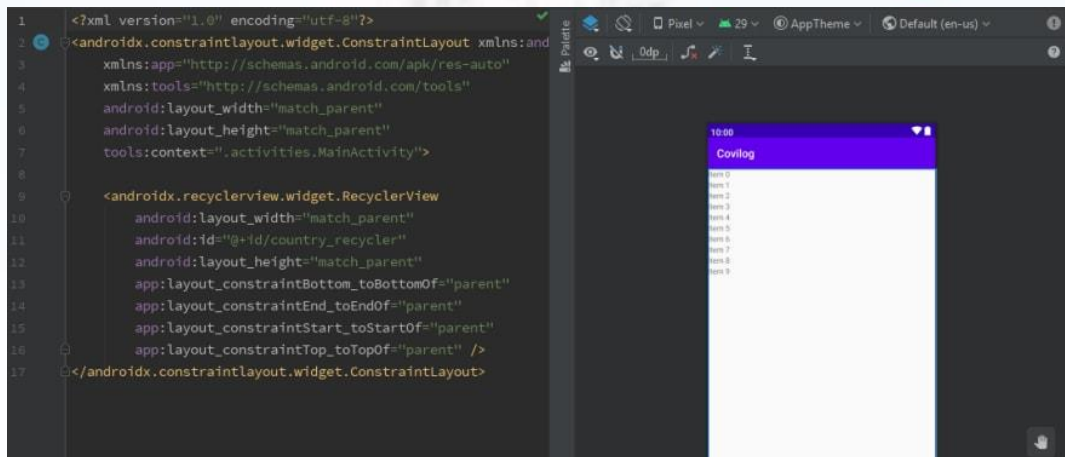 1 <?xml version="1.0" encoding="utf-8"?>
2 <androidx.constraintlayout.widget.ConstraintLayout xmlns:and
3 xmlns:app="http://schemas.android.com/apk/res-auto"
4 xmlns:tools="http://schemas.android.com/tools"
5 android:layout_width="match_parent"
6 android:layout_height="match_parent"
7 tools:context=".activities.MainActivity">
8
9 <androidx.recyclerview.widget.RecyclerView
10 android:layout_width="match_parent"
11 android:id="@+id/country_recycler"
12 android:layout_height="match_parent"
13 app:layout_constraintBottom_toBottomOf="parent"
14 app:layout_constraintEnd_toEndOf="parent"
15 app:layout_constraintStart_toStartOf="parent"
16 app:layout_constraintTop_toTopOf="parent" />
17 </androidx.constraintlayout.widget.ConstraintLayout>
C
Palette
Pixel 29 AppTheme Default (en-us)
0dp
10:00
Covilog
Item 0
Item 1
Item 2
Item 3
Item 4
Item 5
Item 6
Item 7
Item 8
Item 9